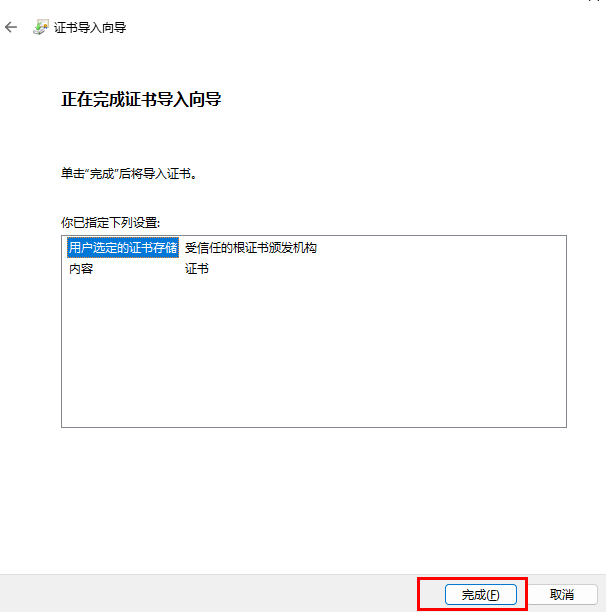 证书导入向导
正在完成证书导入向导
单击“完成”后将导入证书。
你已指定下列设置:
用户选定的证书存储 受信任的根证书颁发机构
内容 证书
完成(F) 取消